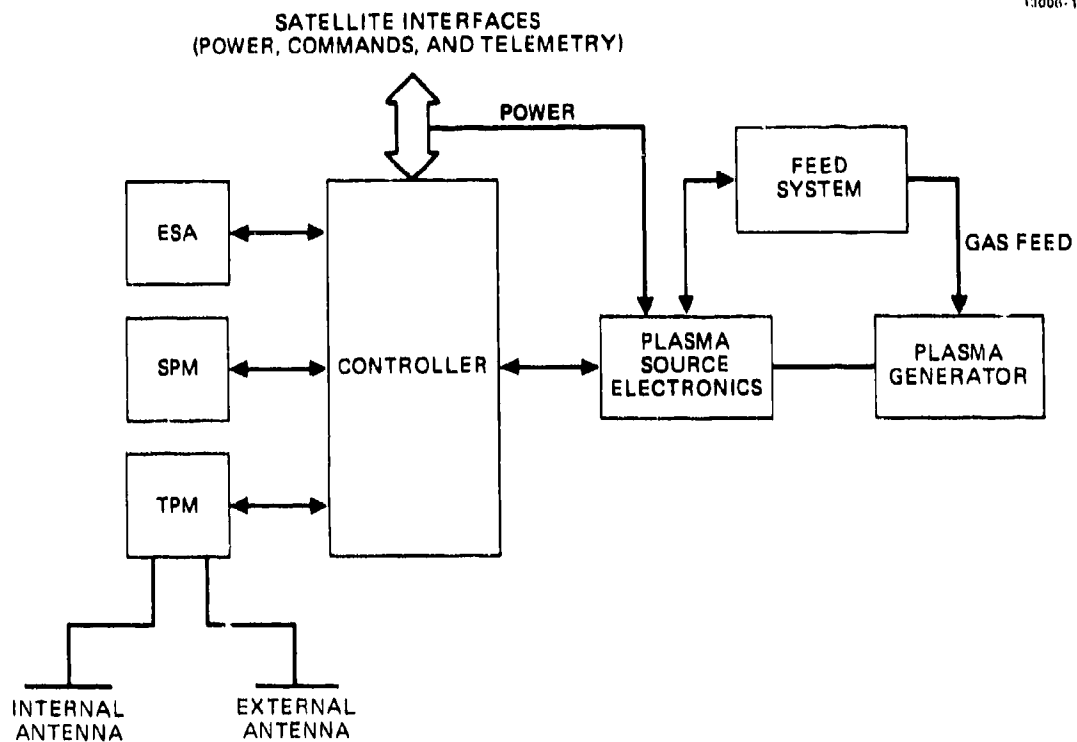 SATELLITE INTERFACES
(POWER, COMMANDS, AND TELEMETRY)
POWER
FEED
SYSTEM
ESA
GAS FEED
SPM
CONTROLLER
PLASMA
SOURCE
ELECTRONICS
PLASMA
GENERATOR
TPM
INTERNAL
ANTENNA
EXTERNAL
ANTENNA